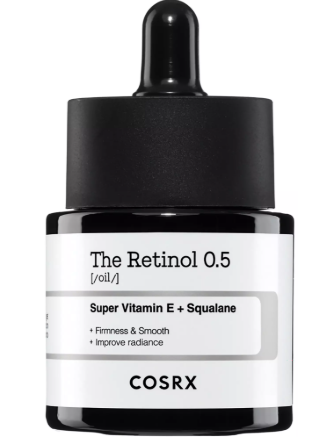 The Retinol 0.5
[/oil/]
Super Vitamin E + Squalane
+ Firmness & Smooth
+ Improve radiance
COSRX